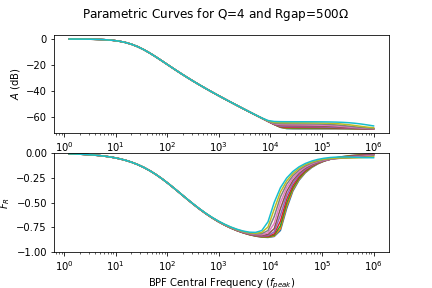 Parametric Curves for Q=4 and Rgap=500Ω
0
−20
−40
−60
A (dB)
10⁰ 10¹ 10² 10³ 10⁴ 10⁵ 10⁶
0.00
−0.25
−0.50
−0.75
−1.00
F_R
10⁰ 10¹ 10² 10³ 10⁴ 10⁵ 10⁶
BPF Central Frequency (f_peak)